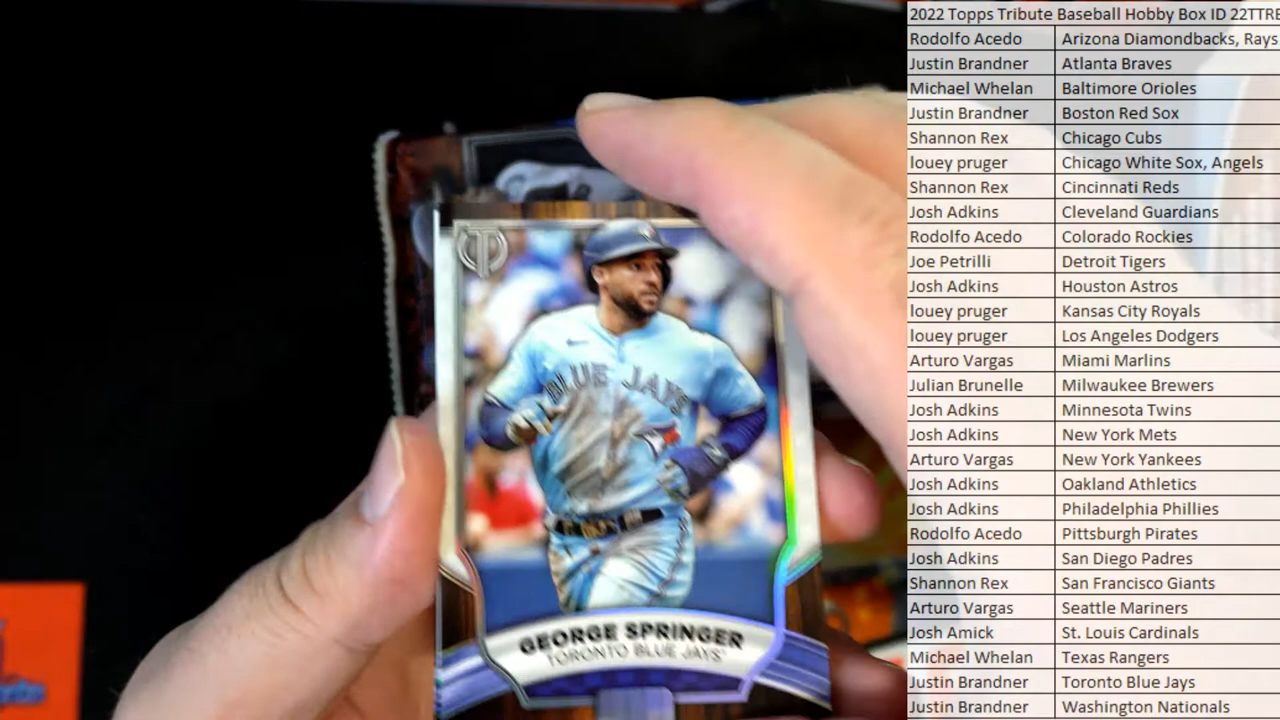 BLUE JAYS
GEORGE SPRINGER
TORONTO BLUE JAYS
2022 Topps Tribute Baseball Hobby Box ID 22TTRE
Rodolfo Acedo Arizona Diamondbacks, Rays
Justin Brandner Atlanta Braves
Michael Whelan Baltimore Orioles
Justin Brandner Boston Red Sox
Shannon Rex Chicago Cubs
louey pruger Chicago White Sox, Angels
Shannon Rex Cincinnati Reds
Josh Adkins Cleveland Guardians
Rodolfo Acedo Colorado Rockies
Joe Petrilli Detroit Tigers
Josh Adkins Houston Astros
louey pruger Kansas City Royals
louey pruger Los Angeles Dodgers
Arturo Vargas Miami Marlins
Julian Brunelle Milwaukee Brewers
Josh Adkins Minnesota Twins
Josh Adkins New York Mets
Arturo Vargas New York Yankees
Josh Adkins Oakland Athletics
Josh Adkins Philadelphia Phillies
Rodolfo Acedo Pittsburgh Pirates
Josh Adkins San Diego Padres
Shannon Rex San Francisco Giants
Arturo Vargas Seattle Mariners
Josh Amick St. Louis Cardinals
Michael Whelan Texas Rangers
Justin Brandner Toronto Blue Jays
Justin Brandner Washington Nationals